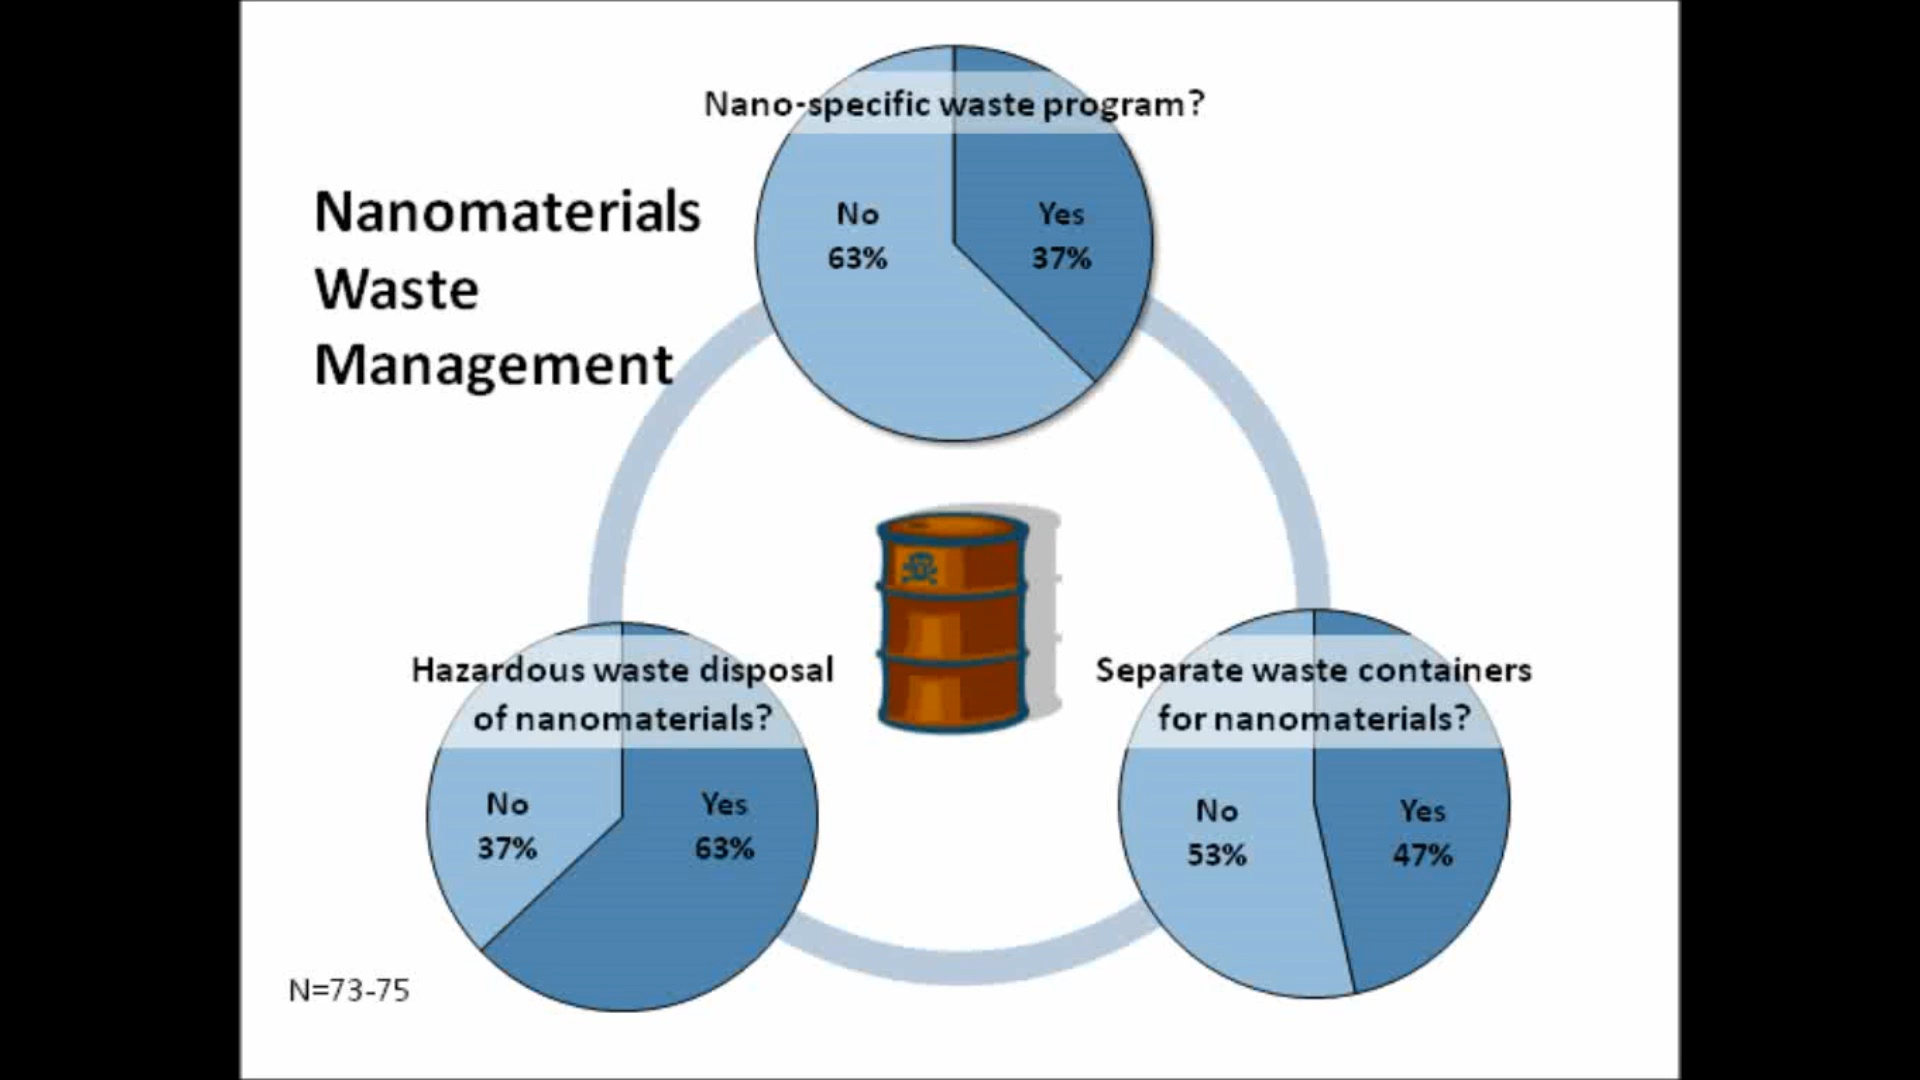 Nanomaterials
Waste
Management
Nano-specific waste program?
No
63%
Yes
37%
Hazardous waste disposal
of nanomaterials?
No
37%
Yes
63%
Separate waste containers
for nanomaterials?
No
53%
Yes
47%
N=73-75